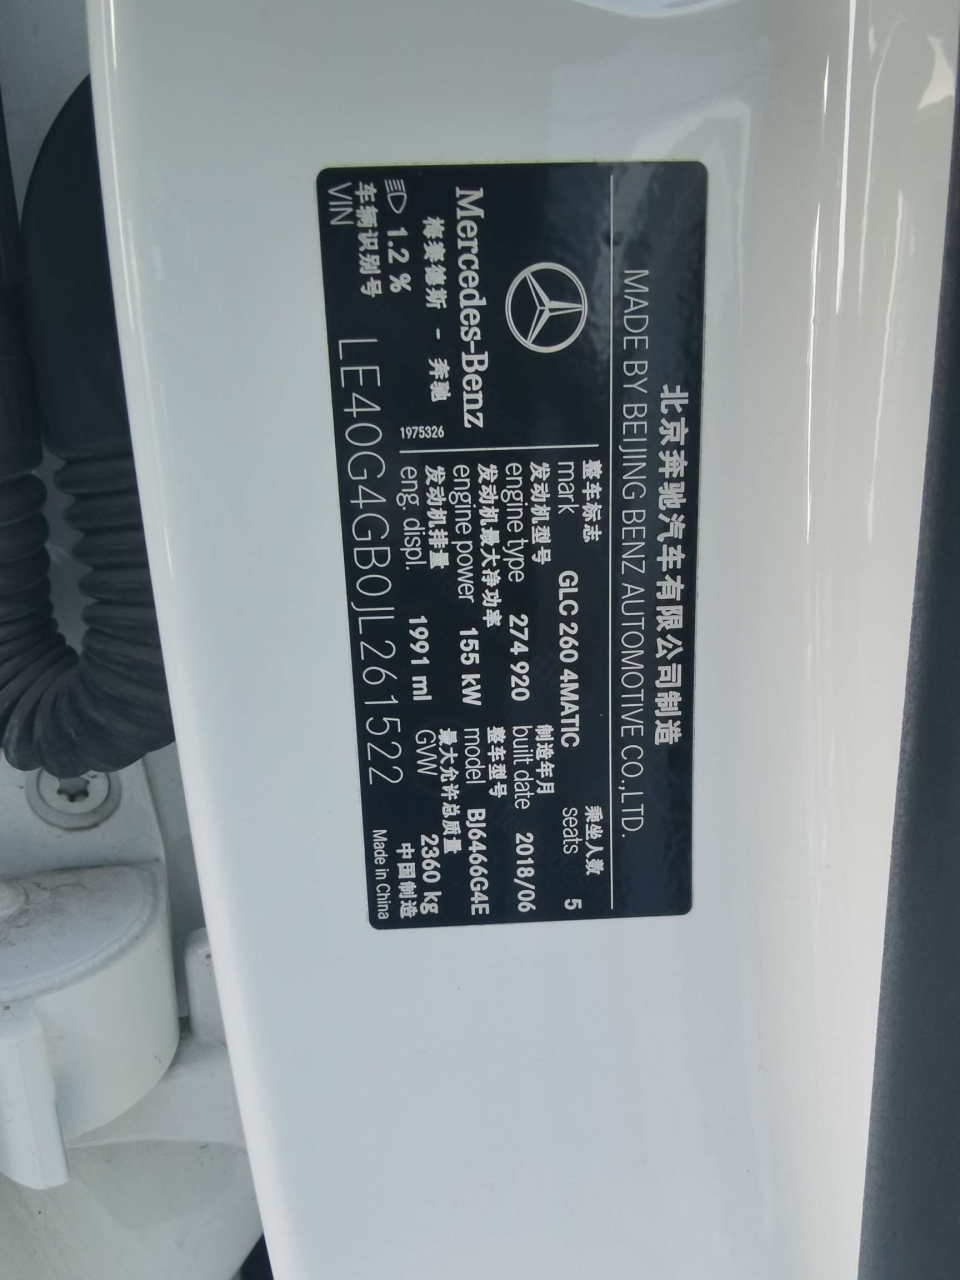 北京奔驰汽车有限公司制造
MADE BY BEIJING BENZ AUTOMOTIVE CO.,LTD.
Mercedes-Benz
梅赛德斯 - 奔驰
1.2 %
1975326
整车标志
mark GLC 260 4MATIC
乘坐人数
seats 5
发动机型号
engine type 274 920
制造年月
built date 2018/06
发动机最大净功率
engine power 155 kW
整车型号
model BJ6466G4E
发动机排量
eng. displ. 1991 ml
最大允许总质量
GVW 2360 kg
车辆识别号
VIN LE40G4GB0JL261522
中国制造
Made in China